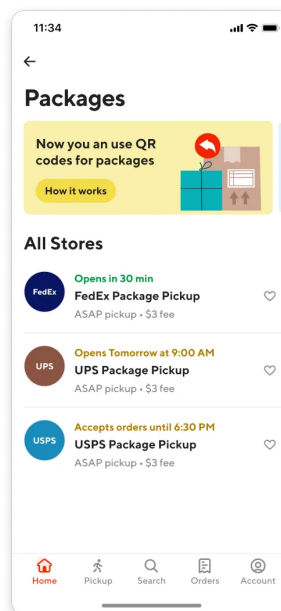 11:34
Packages
Now you an use QR
codes for packages
How it works
All Stores
FedEx
Opens in 30 min
FedEx Package Pickup
ASAP pickup • $3 fee
UPS
Opens Tomorrow at 9:00 AM
UPS Package Pickup
ASAP pickup • $3 fee
USPS
Accepts orders until 6:30 PM
USPS Package Pickup
ASAP pickup • $3 fee
Home Pickup Search Orders Account